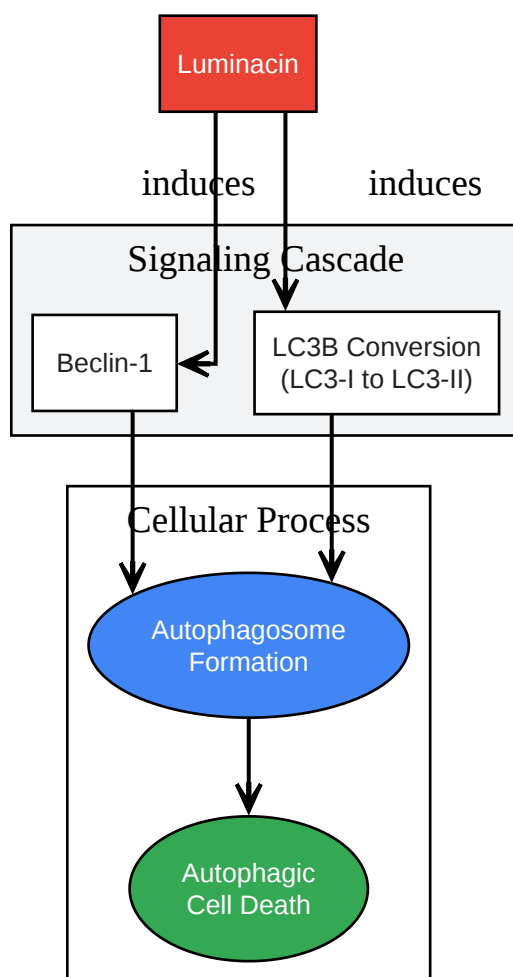 Luminacin
induces
induces
Signaling Cascade
Beclin-1
LC3B Conversion
(LC3-I to LC3-II)
Cellular Process
Autophagosome
Formation
Autophagic
Cell Death